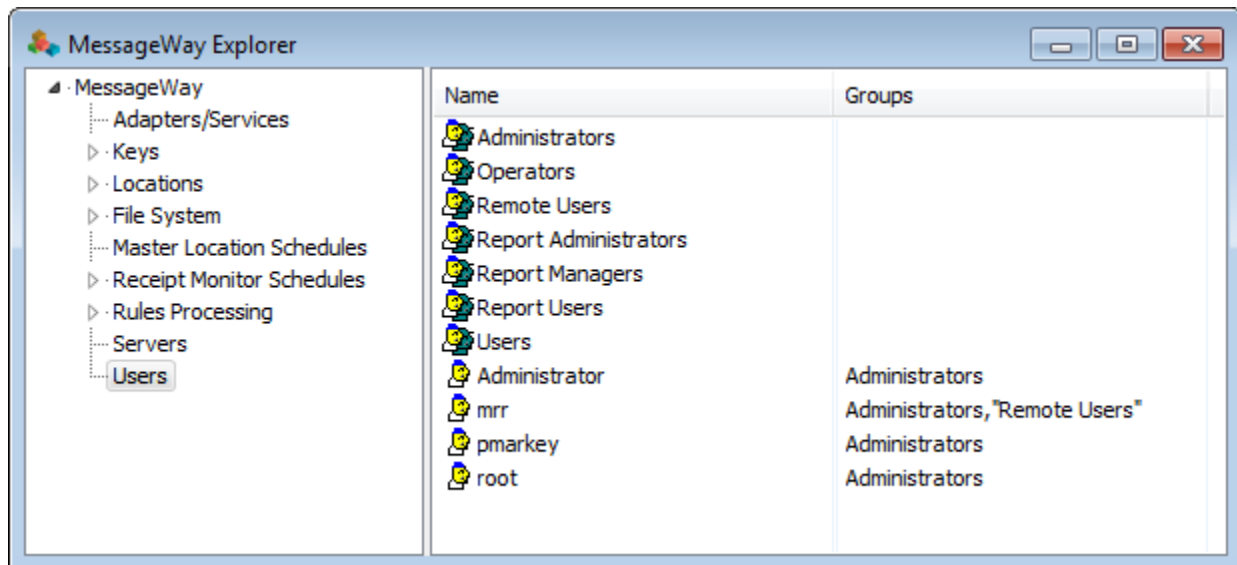 MessageWay Explorer
MessageWay
Adapters/Services
Keys
Locations
File System
Master Location Schedules
Receipt Monitor Schedules
Rules Processing
Servers
Users
Name Groups
Administrators
Operators
Remote Users
Report Administrators
Report Managers
Report Users
Users
Administrator Administrators
mrr Administrators,"Remote Users"
pmarkey Administrators
root Administrators